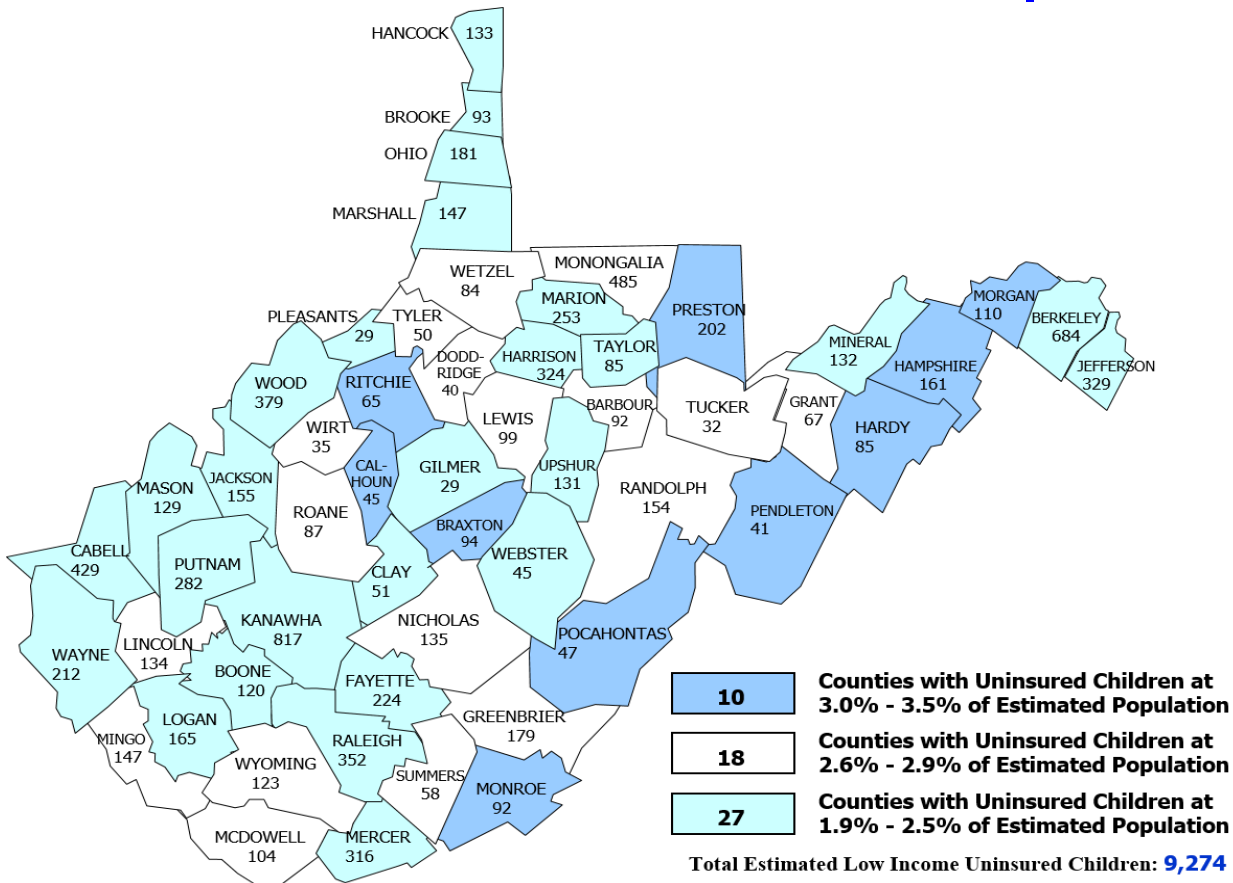 HANCOCK 133
BROOKE 93
OHIO 181
MARSHALL 147
WETZEL
84
MONONGALIA
485
MARION
253
PRESTON
202
TYLER
50
PLEASANTS
29
DODD-
RIDGE
40
HARRISON
324
TAYLOR
85
MORGAN
110
BERKELEY
684
JEFFERSON
329
MINERAL
132
HAMPSHIRE
161
WOOD
379
RITCHIE
65
WIRT
35
LEWIS
99
BARBOUR
92
TUCKER
32
GRANT
67
HARDY
85
CAL-
HOUN
45
GILMER
29
UPSHUR
131
RANDOLPH
154
PENDLETON
41
JACKSON
155
MASON
129
ROANE
87
BRAXTON
94
WEBSTER
45
CABELL
429
PUTNAM
282
CLAY
51
KANAWHA
817
NICHOLAS
135
POCAHONTAS
47
WAYNE
212
LINCOLN
134
BOONE
120
FAYETTE
224
GREENBRIER
179
LOGAN
165
MINGO
147
RALEIGH
352
WYOMING
123
SUMMERS
58
MONROE
92
MCDOWELL
104
MERCER
316
10 Counties with Uninsured Children at
3.0% - 3.5% of Estimated Population
18 Counties with Uninsured Children at
2.6% - 2.9% of Estimated Population
27 Counties with Uninsured Children at
1.9% - 2.5% of Estimated Population
Total Estimated Low Income Uninsured Children: 9,274